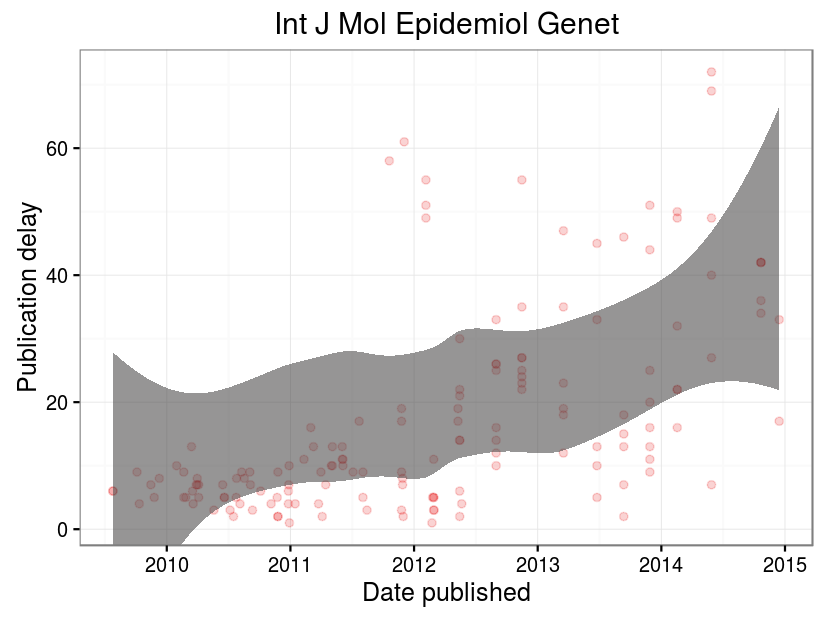 Int J Mol Epidemiol Genet
Publication delay
60
40
20
0
2010 2011 2012 2013 2014 2015
Date published